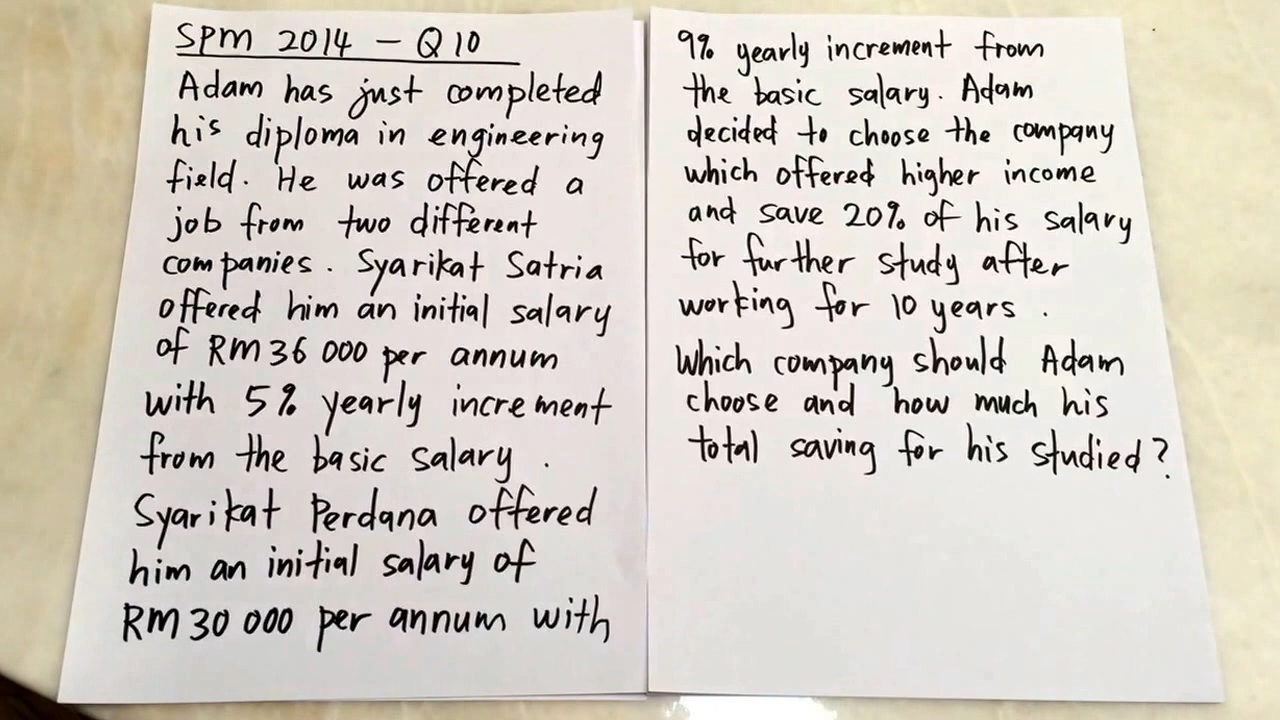 SPM 2014 - Q10
Adam has just completed
his diploma in engineering
field. He was offered a
job from two different
companies. Syarikat Satria
offered him an initial salary
of RM 36 000 per annum
with 5% yearly increment
from the basic salary.
Syarikat Perdana offered
him an initial salary of
RM 30 000 per annum with
9% yearly increment from
the basic salary. Adam
decided to choose the company
which offered higher income
and save 20% of his salary
for further study after
working for 10 years.
Which company should Adam
choose and how much his
total saving for his studied?